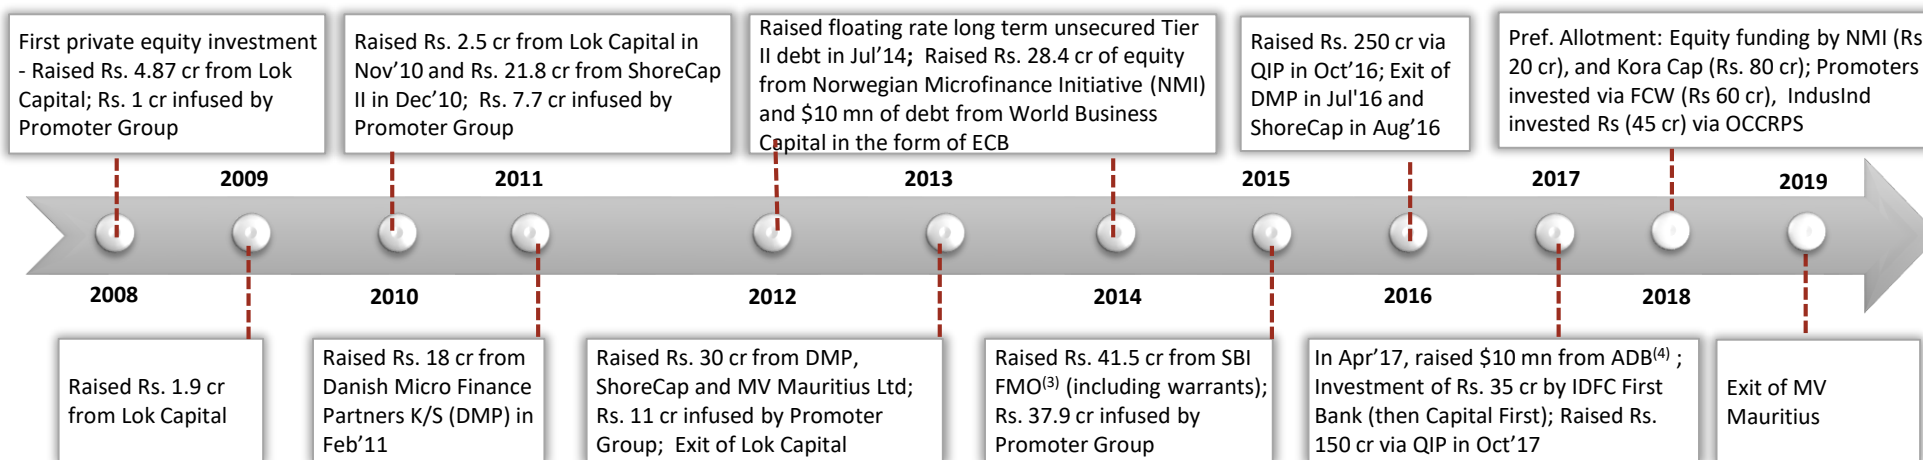 First private equity investment
- Raised Rs. 4.87 cr from Lok
Capital; Rs. 1 cr infused by
Promoter Group
Raised Rs. 2.5 cr from Lok Capital in
Nov'10 and Rs. 21.8 cr from ShoreCap
II in Dec'10; Rs. 7.7 cr infused by
Promoter Group
Raised floating rate long term unsecured Tier
II debt in Jul'14; Raised Rs. 28.4 cr of equity
from Norwegian Microfinance Initiative (NMI)
and $10 mn of debt from World Business
Capital in the form of ECB
Raised Rs. 250 cr via
QIP in Oct'16; Exit of
DMP in Jul'16 and
ShoreCap in Aug'16
Pref. Allotment: Equity funding by NMI (Rs
20 cr), and Kora Cap (Rs. 80 cr); Promoters
invested via FCW (Rs 60 cr), IndusInd
invested Rs (45 cr) via OCCRPS
2009
2011
2013
2015
2017
2019
2008
2010
2012
2014
2016
2018
Raised Rs. 1.9 cr
from Lok Capital
Raised Rs. 18 cr from
Danish Micro Finance
Partners K/S (DMP) in
Feb'11
Raised Rs. 30 cr from DMP,
ShoreCap and MV Mauritius Ltd;
Rs. 11 cr infused by Promoter
Group; Exit of Lok Capital
Raised Rs. 41.5 cr from SBI
FMO(3) (including warrants);
Rs. 37.9 cr infused by
Promoter Group
In Apr'17, raised $10 mn from ADB(4) ;
Investment of Rs. 35 cr by IDFC First
Bank (then Capital First); Raised Rs.
150 cr via QIP in Oct'17
Exit of MV
Mauritius